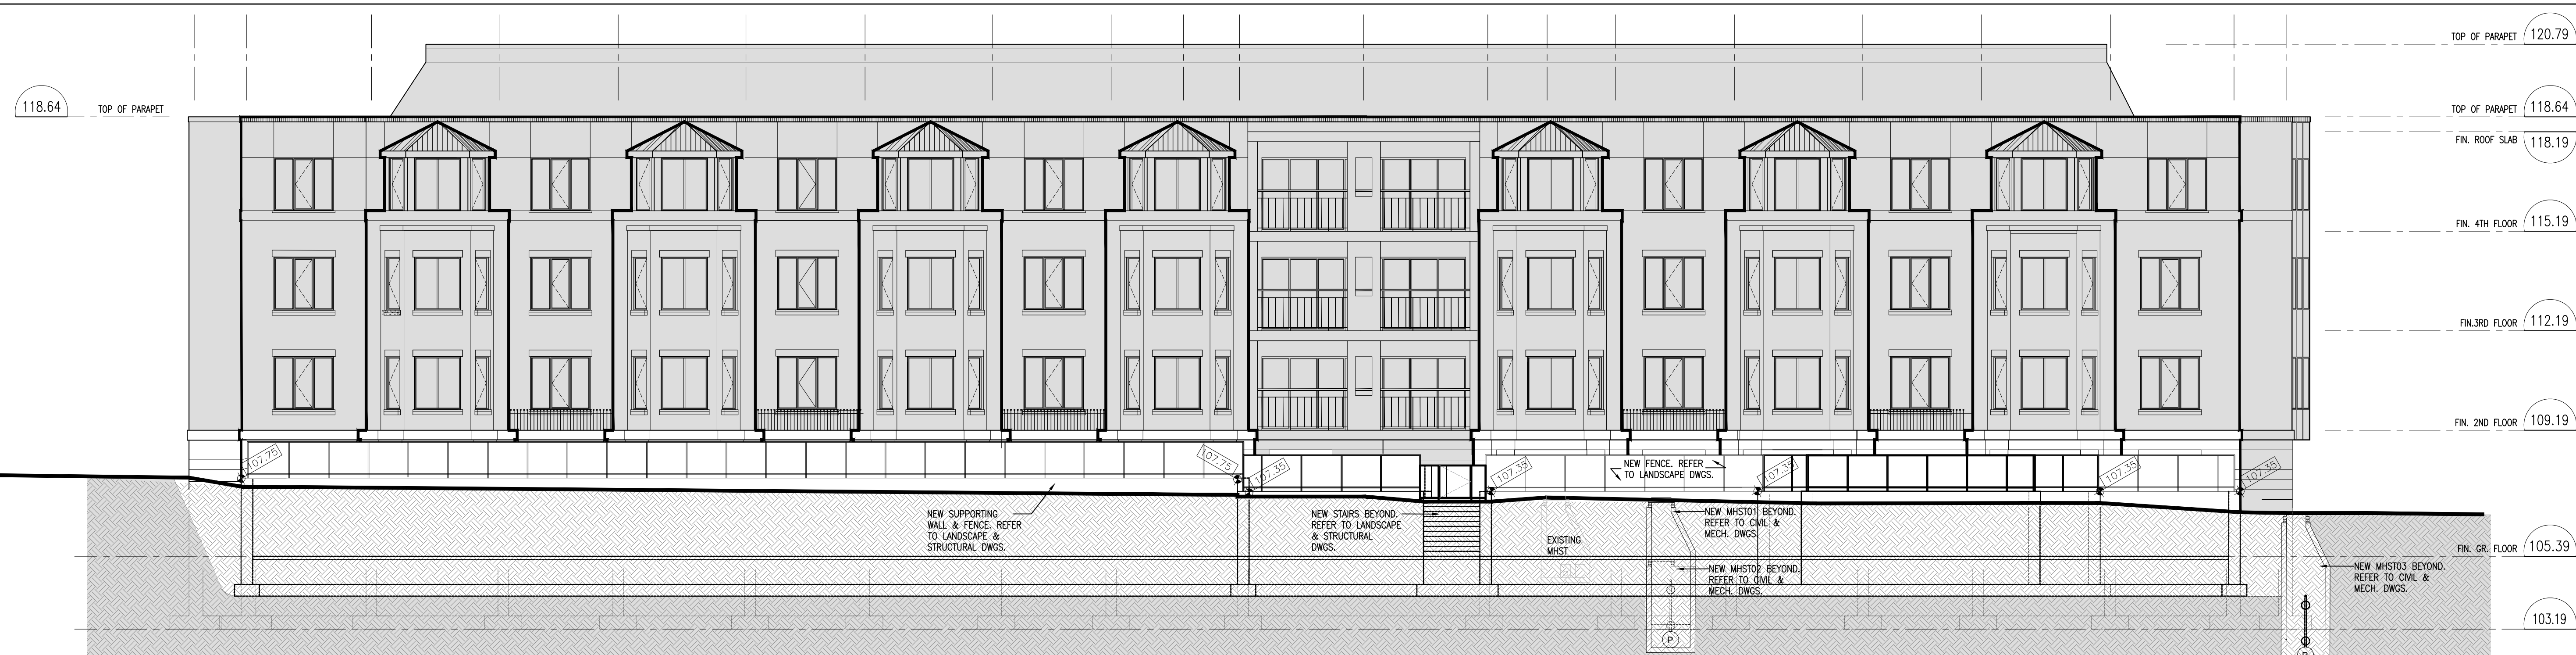 TOP OF PARAPET 120.79
118.64 TOP OF PARAPET
TOP OF PARAPET 118.64
FIN. ROOF SLAB 118.19
FIN. 4TH FLOOR 115.19
FIN.3RD FLOOR 112.19
FIN. 2ND FLOOR 109.19
107.75
107.75
107.35
107.35
107.35
107.35
107.35
NEW FENCE. REFER
TO LANDSCAPE DWGS.
NEW SUPPORTING
WALL & FENCE. REFER
TO LANDSCAPE &
STRUCTURAL DWGS.
NEW STAIRS BEYOND.
REFER TO LANDSCAPE
& STRUCTURAL
DWGS.
EXISTING
MHST
NEW MHST01 BEYOND.
REFER TO CIVIL &
MECH. DWGS
NEW MHST02 BEYOND.
REFER TO CIVIL &
MECH. DWGS.
FIN. GR. FLOOR 105.39
NEW MHST03 BEYOND.
REFER TO CIVIL &
MECH. DWGS.
103.19
P